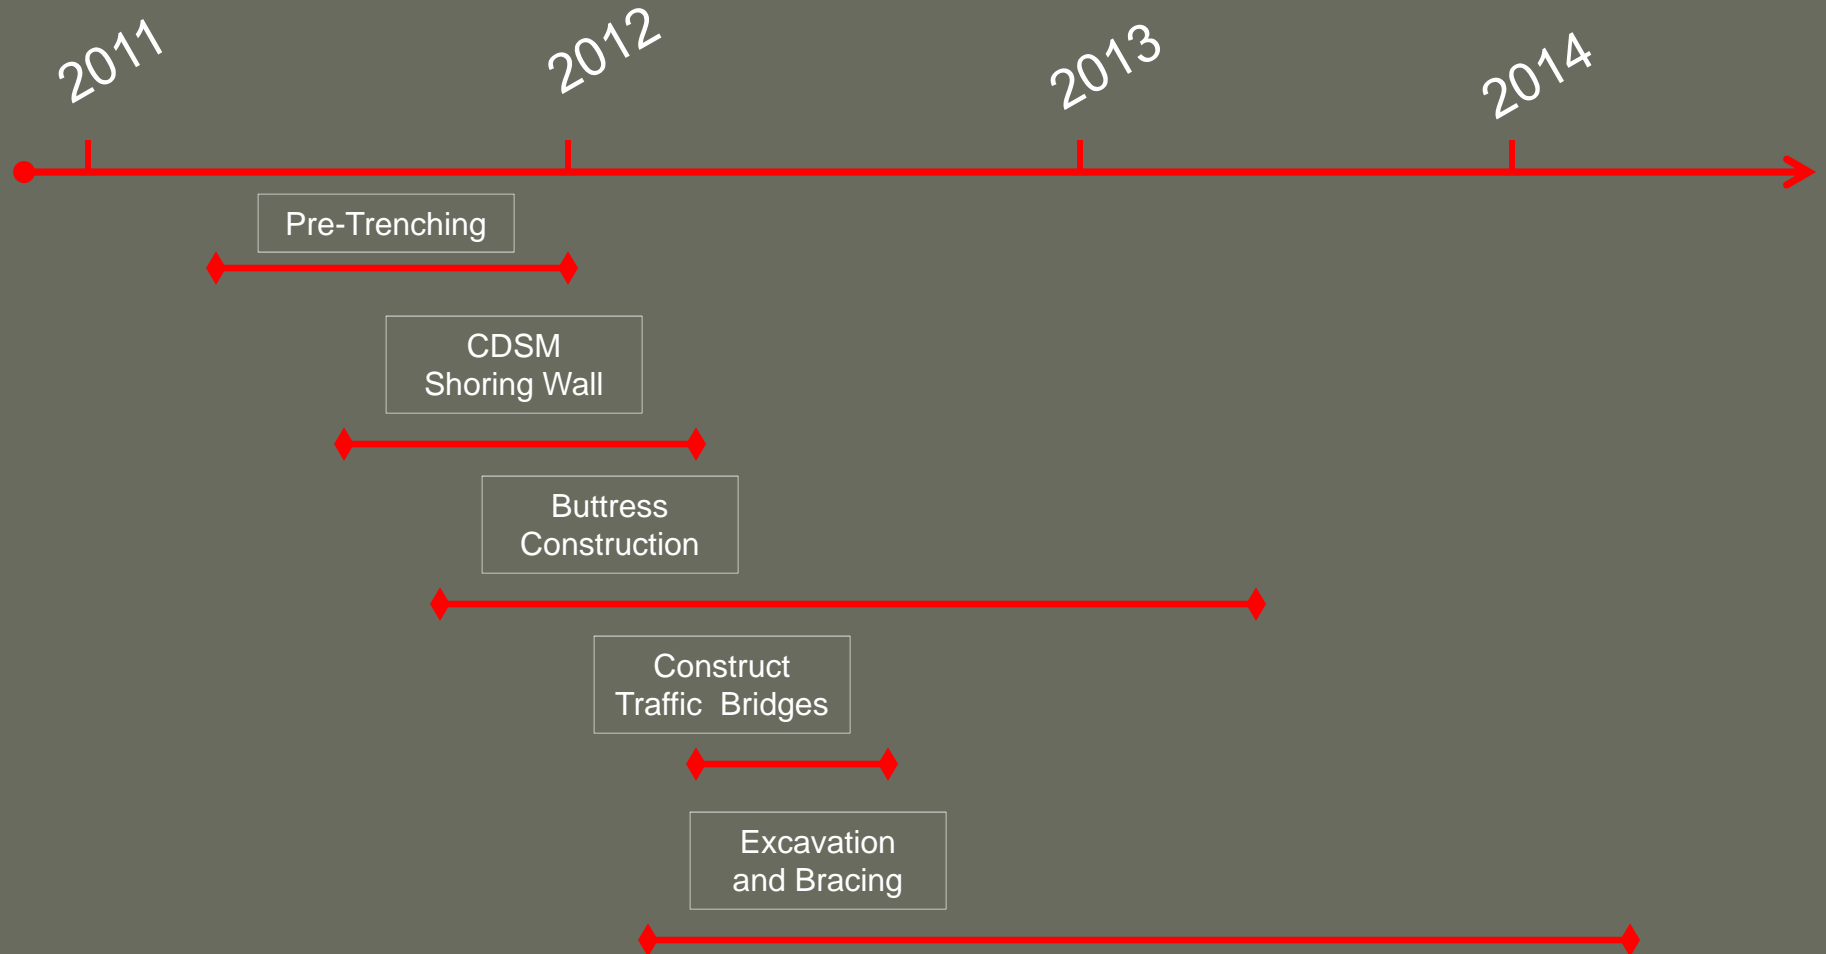 2011
2012
2013
2014
Pre-Trenching
CDSM
Shoring Wall
Buttress
Construction
Construct
Traffic  Bridges
Excavation
and Bracing